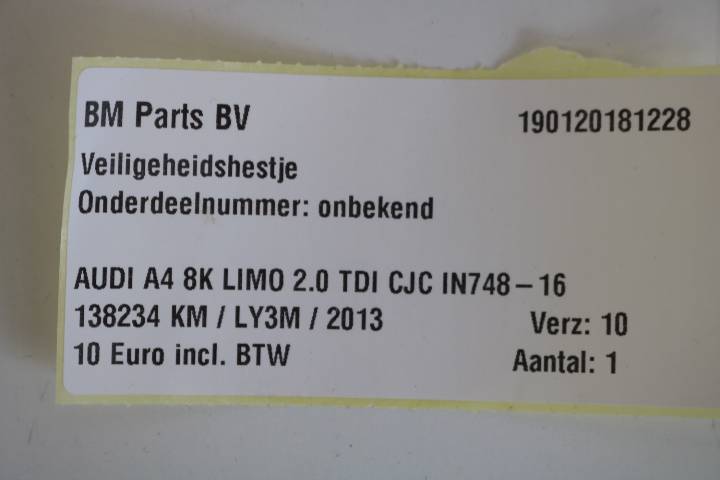 BM Parts BV 190120181228
Veiligeheidshestje
Onderdeelnummer: onbekend
AUDI A4 8K LIMO 2.0 TDI CJC IN748-16
138234 KM / LY3M / 2013 Verz: 10
10 Euro incl. BTW Aantal: 1